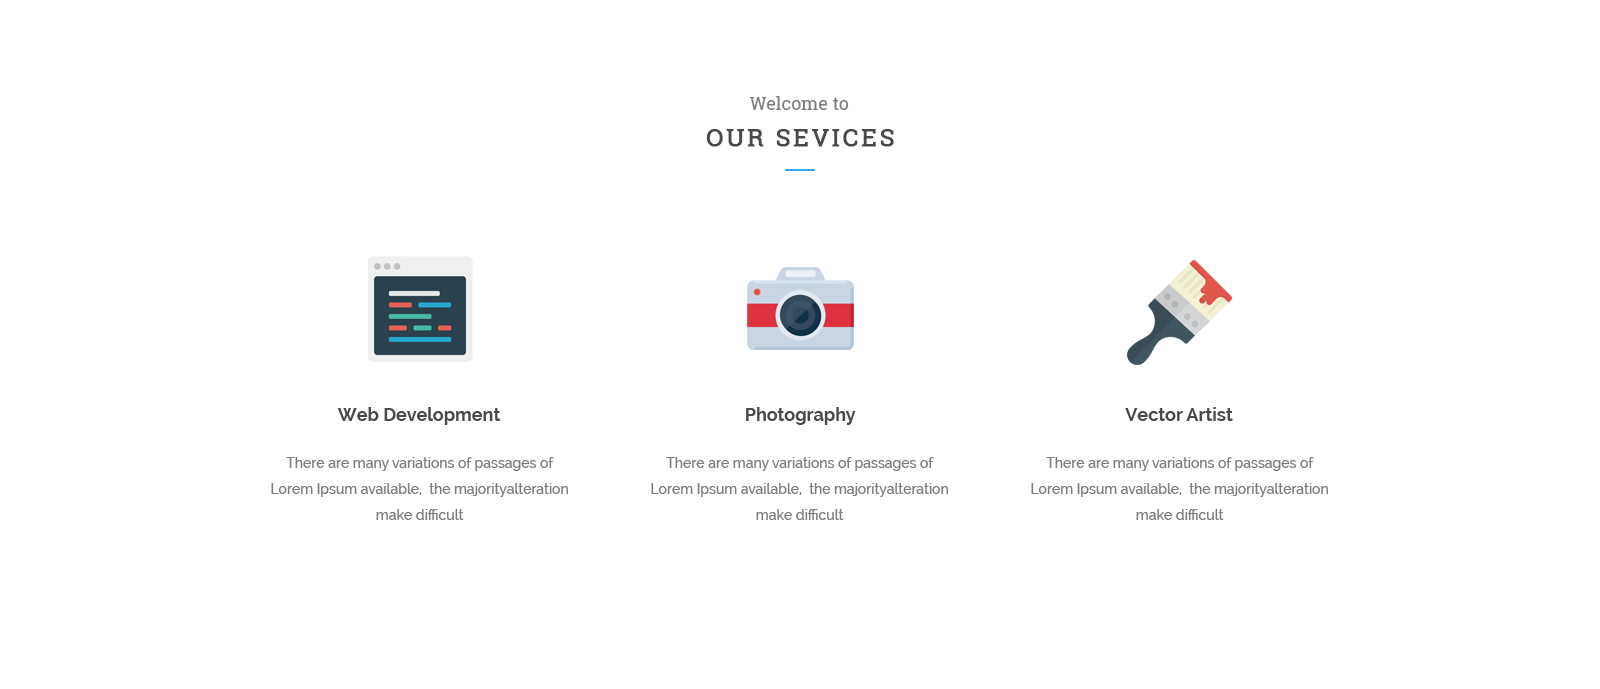 Welcome to
OUR SEVICES
Web Development
There are many variations of passages of
Lorem Ipsum available,  the majorityalteration
make difficult
Photography
There are many variations of passages of
Lorem Ipsum available,  the majorityalteration
make difficult
Vector Artist
There are many variations of passages of
Lorem Ipsum available,  the majorityalteration
make difficult